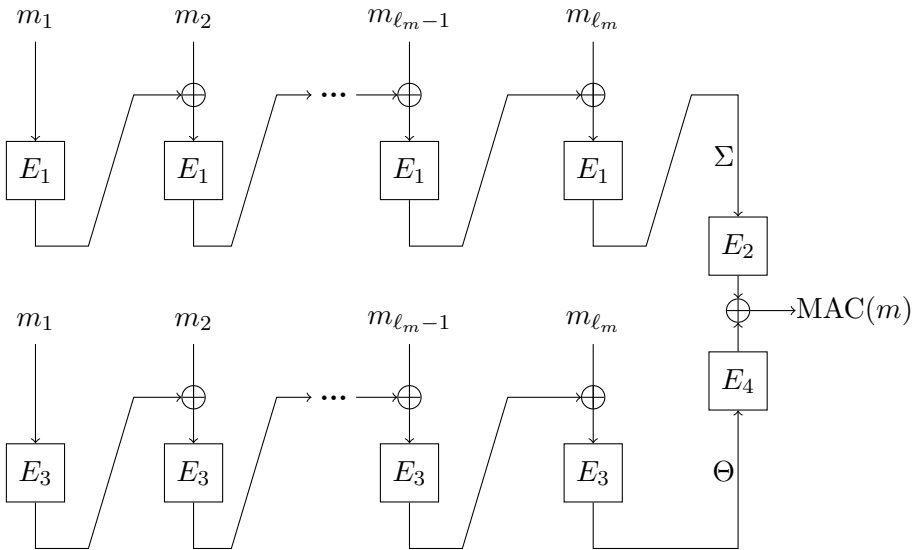 m_1 m_2 m_{ℓ_m−1} m_{ℓ_m}
...
E_1 E_1 E_1 E_1 Σ
E_2
MAC(m)
m_1 m_2 m_{ℓ_m−1} m_{ℓ_m}
E_4
...
E_3 E_3 E_3 E_3 Θ